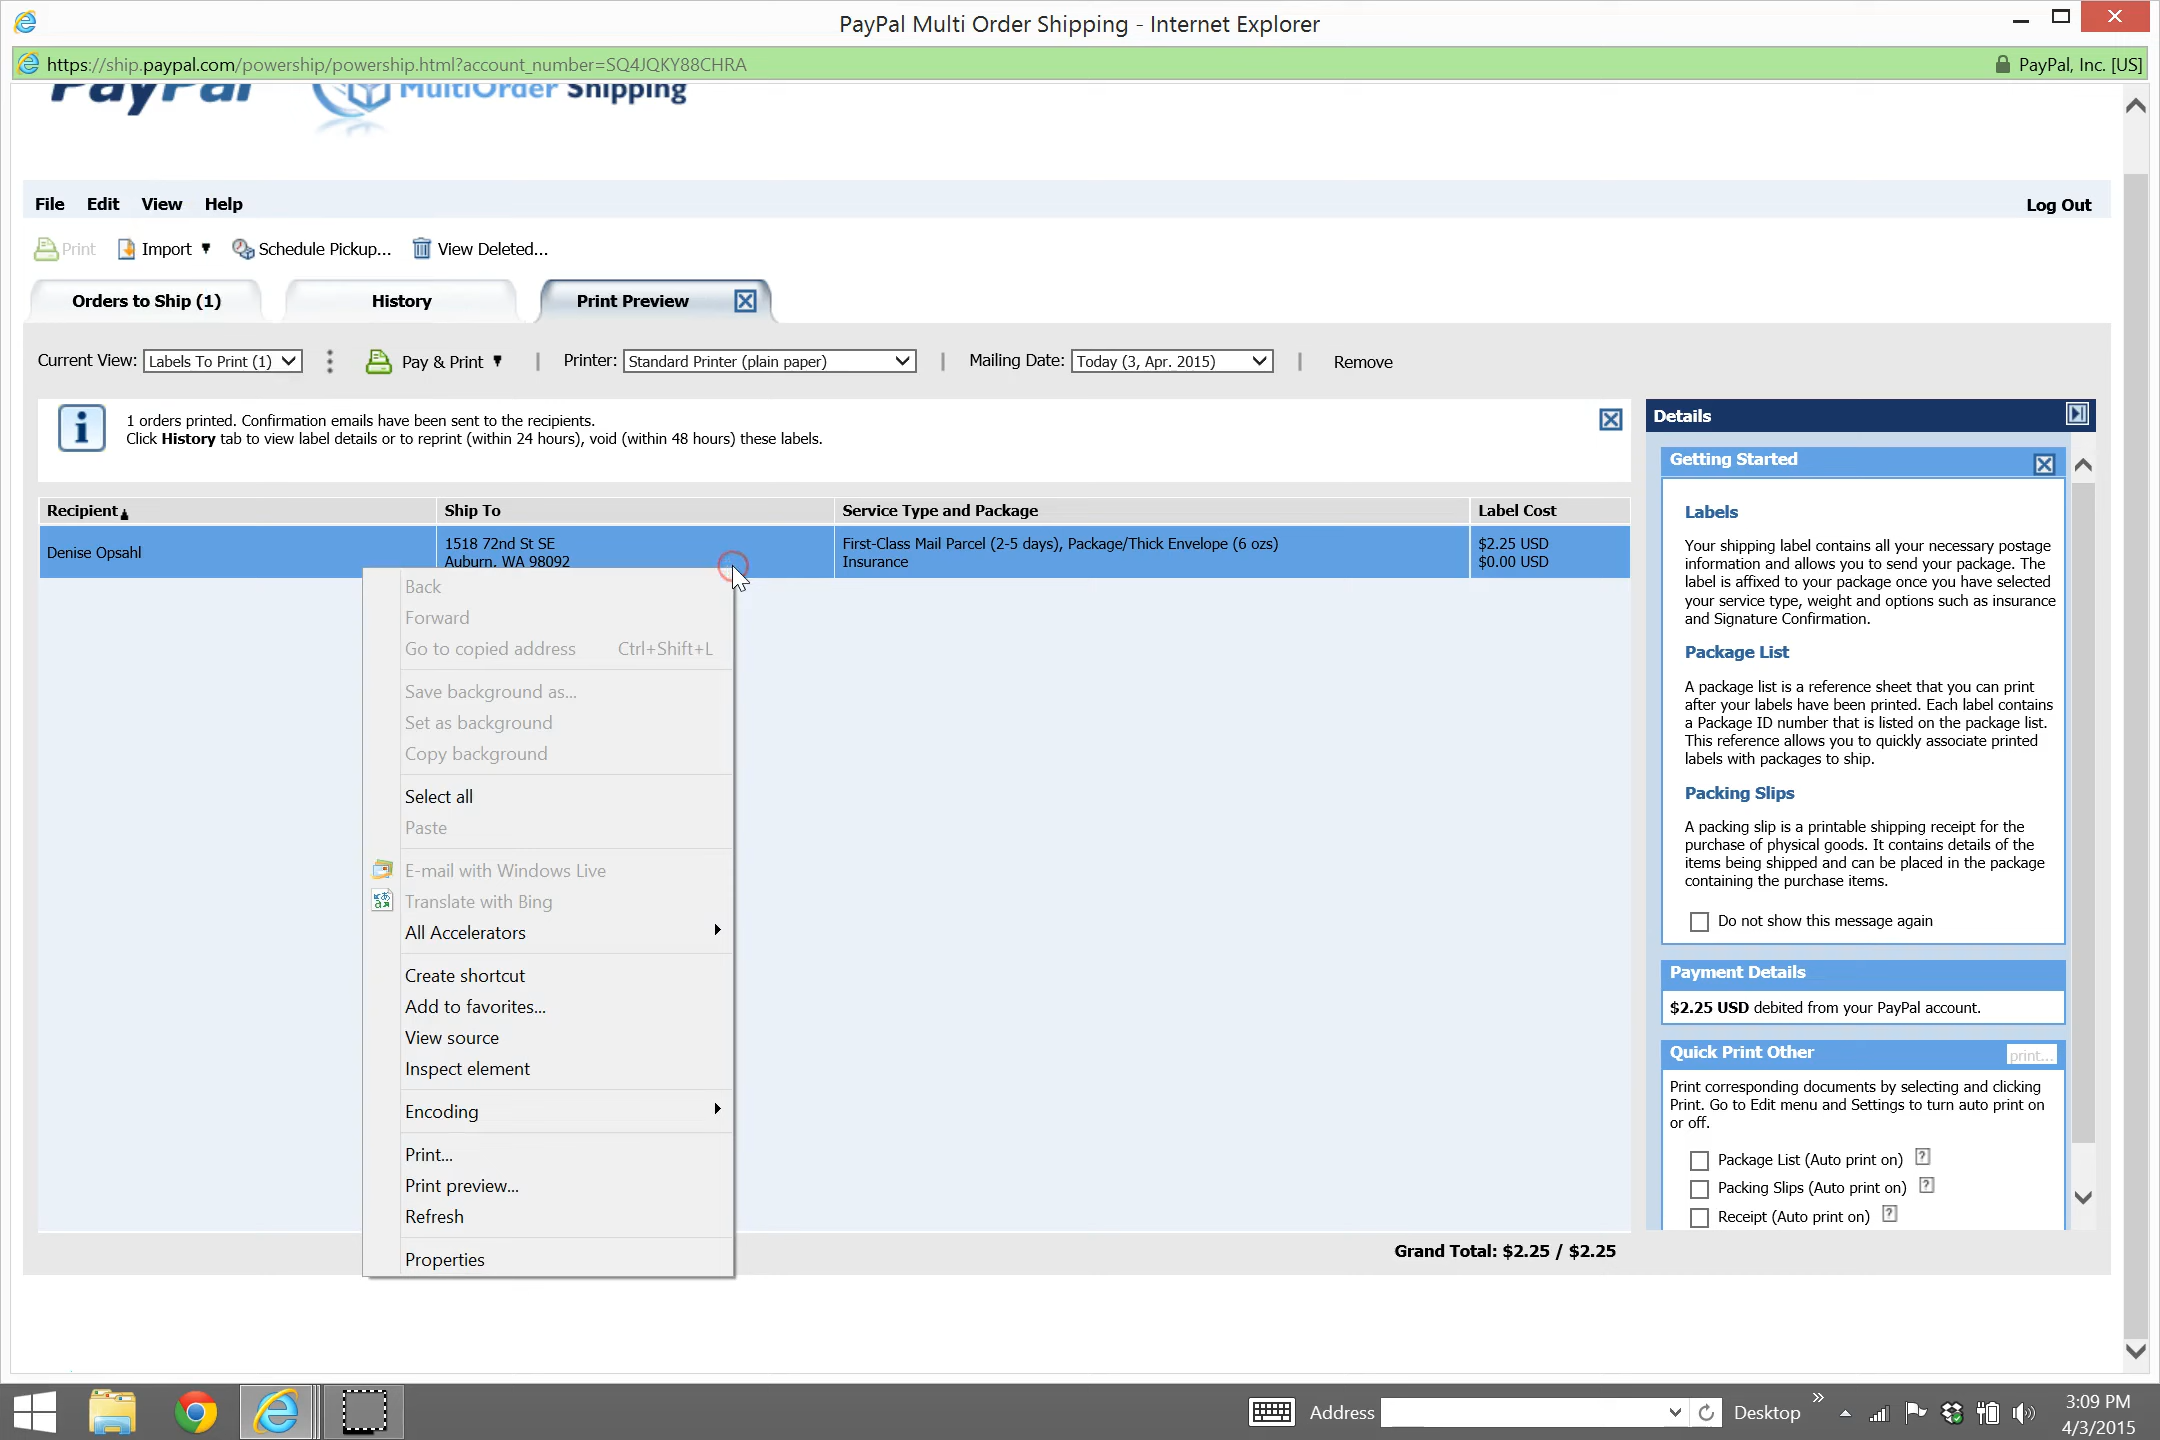 PayPal Multi Order Shipping - Internet Explorer
https://ship.paypal.com/powership/powership.html?account_number=SQ4JQKY88CHRA
PayPal, Inc. [US]
PayPal MultiOrder Shipping
File Edit View Help
Log Out
Print Import Schedule Pickup... View Deleted...
Orders to Ship (1) History Print Preview
Current View: Labels To Print (1) Pay & Print | Printer: Standard Printer (plain paper) | Mailing Date: Today (3, Apr. 2015) | Remove
1 orders printed. Confirmation emails have been sent to the recipients.
Click History tab to view label details or to reprint (within 24 hours), void (within 48 hours) these labels.
Recipient Ship To Service Type and Package Label Cost
Denise Opsahl
1518 72nd St SE
Auburn, WA 98092
First-Class Mail Parcel (2-5 days), Package/Thick Envelope (6 ozs)
Insurance
$2.25 USD
$0.00 USD
Back
Forward
Go to copied address Ctrl+Shift+L
Save background as...
Set as background
Copy background
Select all
Paste
E-mail with Windows Live
Translate with Bing
All Accelerators
Create shortcut
Add to favorites...
View source
Inspect element
Encoding
Print...
Print preview...
Refresh
Properties
Grand Total: $2.25 / $2.25
Details
Getting Started
Labels
Your shipping label contains all your necessary postage
information and allows you to send your package. The
label is affixed to your package once you have selected
your service type, weight and options such as insurance
and Signature Confirmation.
Package List
A package list is a reference sheet that you can print
after your labels have been printed. Each label contains
a Package ID number that is listed on the package list.
This reference allows you to quickly associate printed
labels with packages to ship.
Packing Slips
A packing slip is a printable shipping receipt for the
purchase of physical goods. It contains details of the
items being shipped and can be placed in the package
containing the purchase items.
Do not show this message again
Payment Details
$2.25 USD debited from your PayPal account.
Quick Print Other print...
Print corresponding documents by selecting and clicking
Print. Go to Edit menu and Settings to turn auto print on
or off.
Package List (Auto print on) ?
Packing Slips (Auto print on) ?
Receipt (Auto print on) ?
Address
Desktop
3:09 PM
4/3/2015